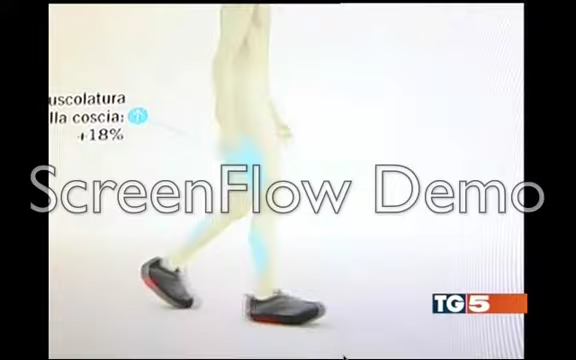 uscolatura
lla coscia:
+18%
ScreenFlow Demo
TG5